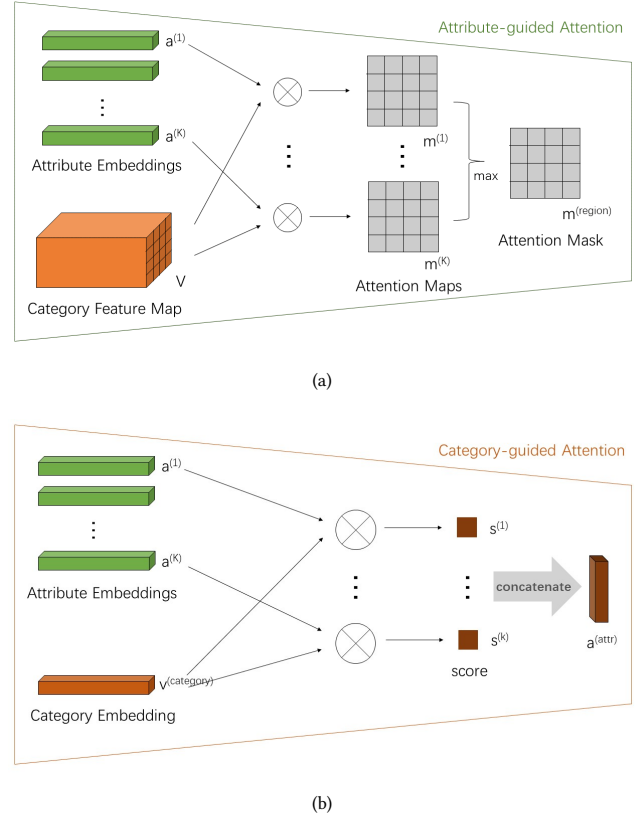 Attribute-guided Attention
a(1)
a(K)
Attribute Embeddings
V
Category Feature Map
m(1)
m(K)
Attention Maps
max
m(region)
Attention Mask
(a)
Category-guided Attention
a(1)
a(K)
Attribute Embeddings
v(category)
Category Embedding
s(1)
s(k)
score
concatenate
a(attr)
(b)